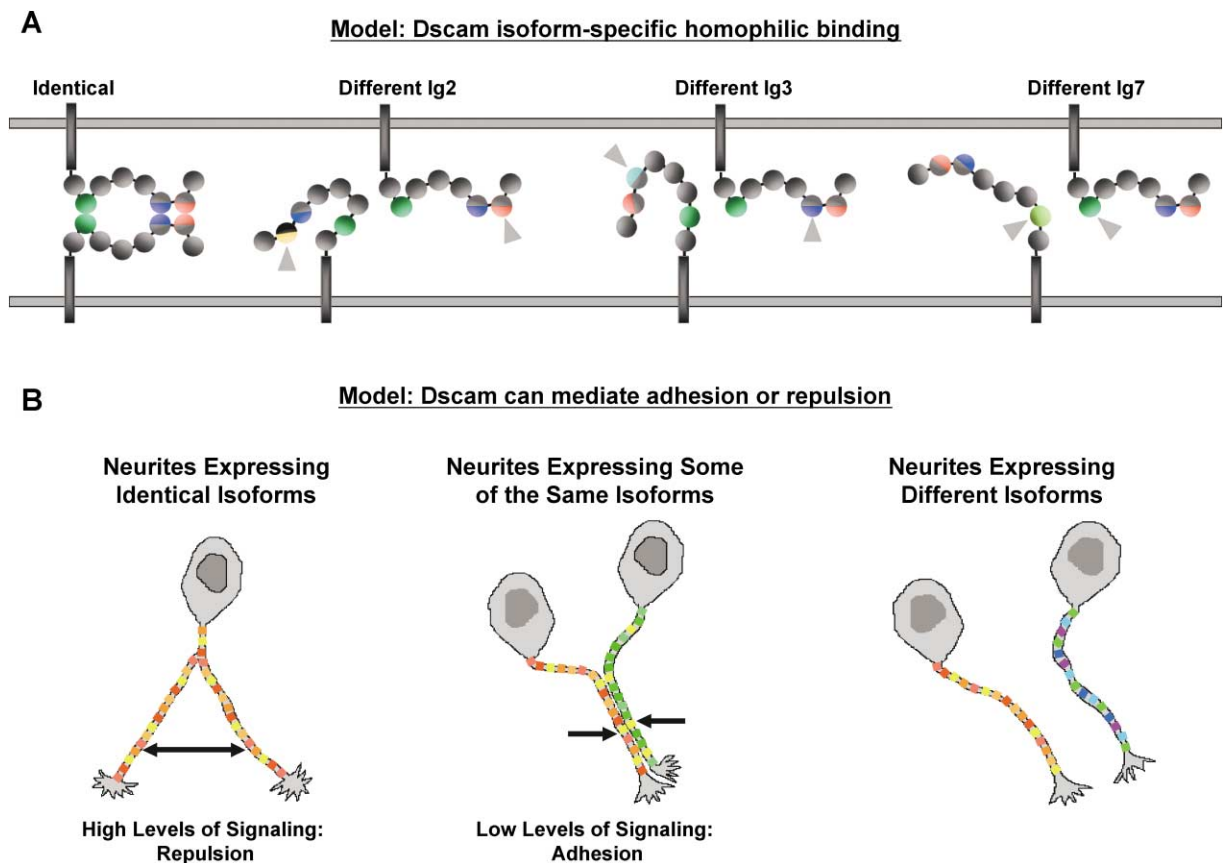 A
Model: Dscam isoform-specific homophilic binding
Identical
Different Ig2
Different Ig3
Different Ig7
B
Model: Dscam can mediate adhesion or repulsion
Neurites Expressing
Identical Isoforms
Neurites Expressing Some
of the Same Isoforms
Neurites Expressing
Different Isoforms
High Levels of Signaling:
Repulsion
Low Levels of Signaling:
Adhesion